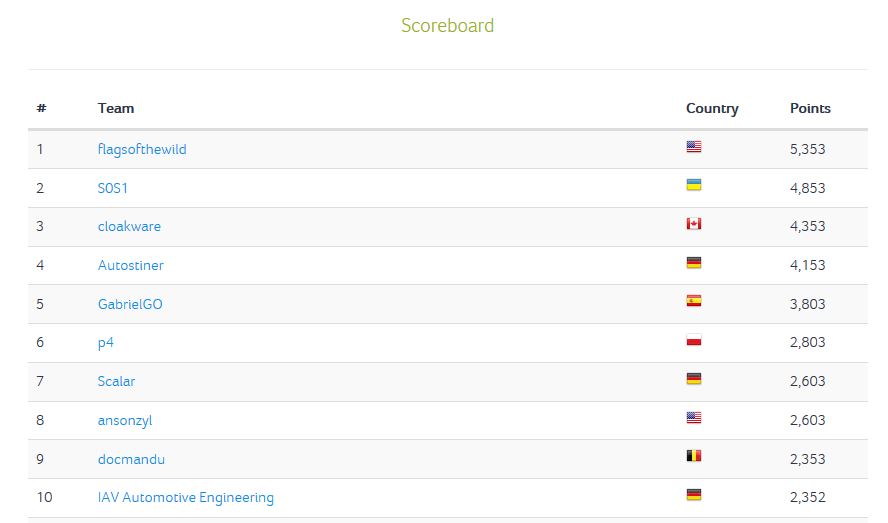 Scoreboard
# Team Country Points
1 flagsofthewild 5,353
2 S0S1 4,853
3 cloakware 4,353
4 Autostiner 4,153
5 GabrielGO 3,803
6 p4 2,803
7 Scalar 2,603
8 ansonzyl 2,603
9 docmandu 2,353
10 IAV Automotive Engineering 2,352